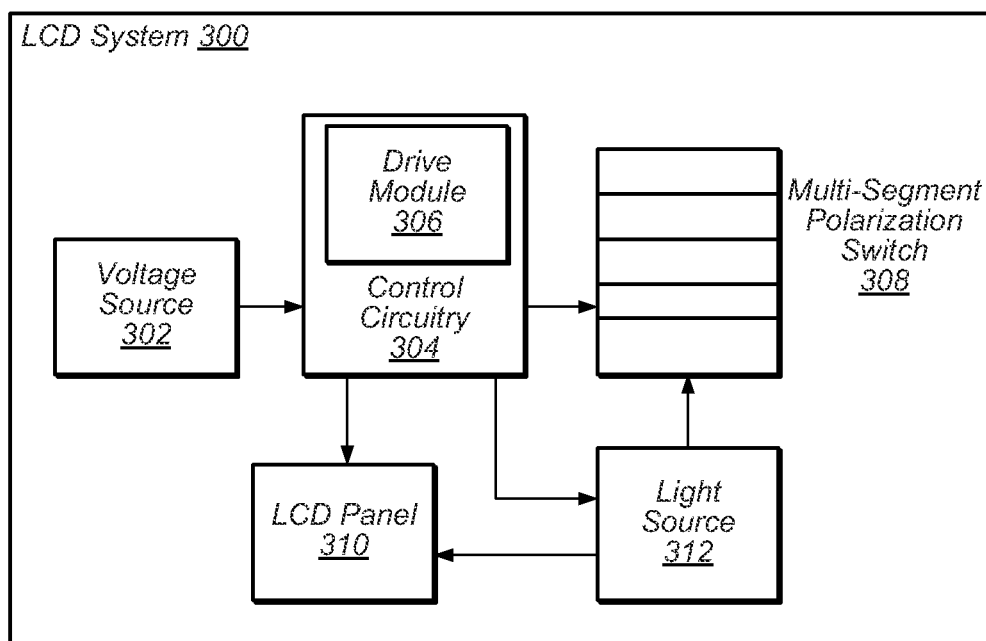 LCD System 300
Drive
Module
306
Control
Circuitry
304
Voltage
Source
302
Multi-Segment
Polarization
Switch
308
LCD Panel
310
Light
Source
312